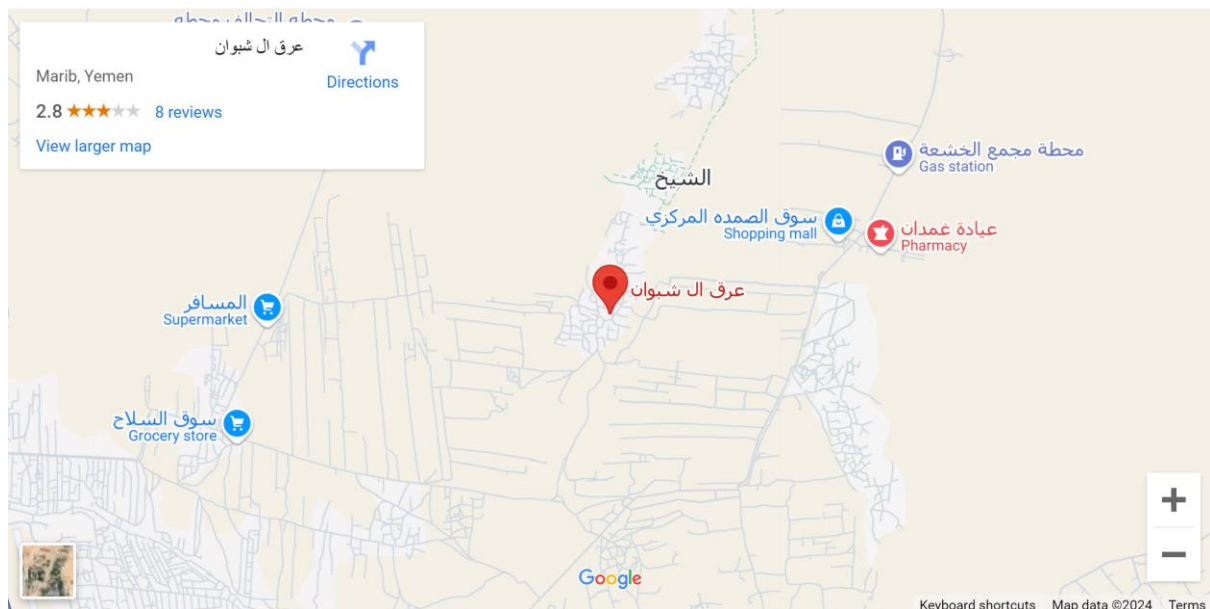 عرق ال شبوان
Marib, Yemen
Directions
2.8
8 reviews
View larger map
الشيخ
محطة مجمع الخشعة
Gas station
سوق الصمده المركزي
Shopping mall
عيادة غمدان
Pharmacy
عرق ال شبوان
المسافر
Supermarket
سوق السلاح
Grocery store
+
−
Google
Keyboard shortcuts
Map data ©2024
Terms